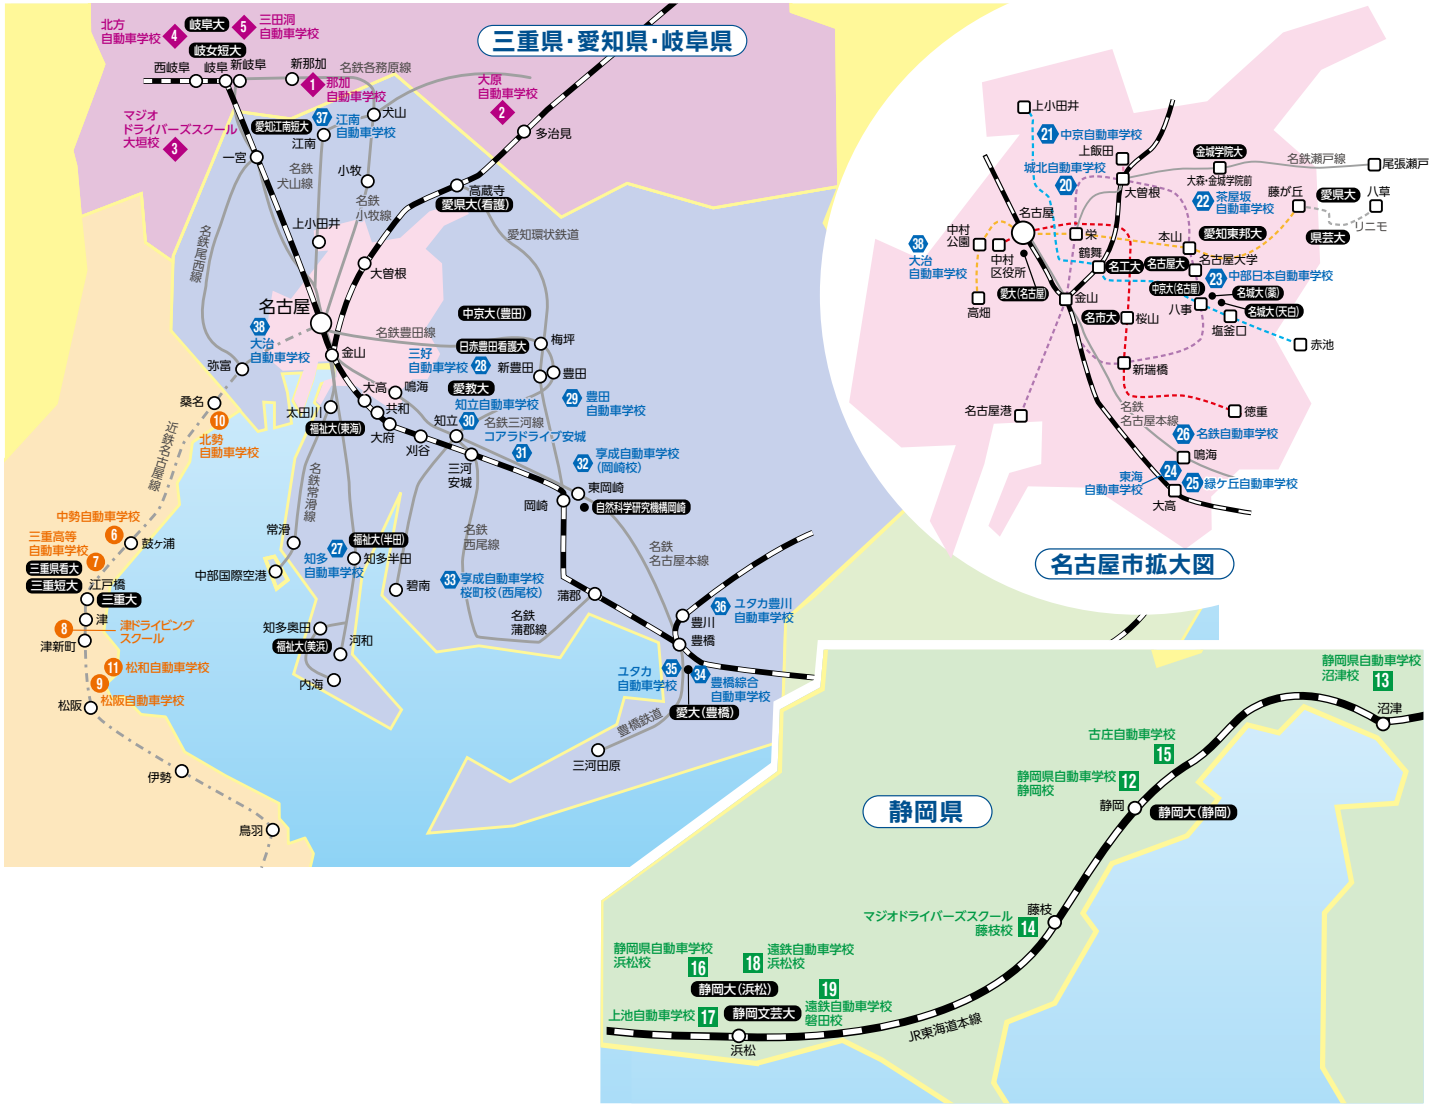 三重県・愛知県・岐阜県
北方
自動車学校
4
岐阜大
5
三田洞
自動車学校
岐女短大
西岐阜
岐阜
新岐阜
新那加
名鉄各務原線
1
那加
自動車学校
大原
自動車学校
2
犬山
多治見
マジオ
ドライバーズスクール
大垣校
3
愛知江南短大
37
江南
自動車学校
江南
一宮
名鉄
犬山線
小牧
名鉄
小牧線
高蔵寺
愛県大(看護)
名鉄尾西線
上小田井
愛知環状鉄道
大曽根
名古屋
38
大治
自動車学校
名鉄豊田線
中京大(豊田)
日赤豊田看護大
梅坪
弥富
金山
三好
自動車学校
28
新豊田
豊田
愛教大
29
豊田
自動車学校
大高
鳴海
共和
大府
太田川
福祉大(東海)
知立自動車学校
知立
30
名鉄三河線
コアラドライブ安城
31
刈谷
三河
安城
32
享成自動車学校
(岡崎校)
東岡崎
岡崎
自然科学研究機構岡崎
桑名
10
北勢
自動車学校
近鉄名古屋線
名鉄常滑線
中勢自動車学校
6
鼓ヶ浦
三重高等
自動車学校
7
三重県看大
三重短大
江戸橋
三重大
津
8
津ドライビング
スクール
津新町
11
松和自動車学校
9
松阪自動車学校
松阪
伊勢
鳥羽
常滑
中部国際空港
27
知多
自動車学校
福祉大(半田)
知多半田
碧南
名鉄
西尾線
33
享成自動車学校
桜町校(西尾校)
名鉄
名古屋本線
蒲郡
名鉄
蒲郡線
知多奥田
福祉大(美浜)
河和
内海
36
ユタカ豊川
自動車学校
豊川
豊橋
ユタカ
自動車学校
35
34
豊橋綜合
自動車学校
愛大(豊橋)
豊橋鉄道
三河田原
名古屋市拡大図
上小田井
21
中京自動車学校
上飯田
城北自動車学校
20
金城学院大
名鉄瀬戸線
尾張瀬戸
大曽根
大森・金城学院前
22
茶屋坂
自動車学校
藤が丘
愛県大
八草
リニモ
県芸大
名古屋
中村
公園
中村
区役所
栄
鶴舞
本山
愛知東邦大
38
大治
自動車学校
名工大
名古屋大
名古屋大学
23
中部日本自動車学校
愛大(名古屋)
中京大(名古屋)
名城大(薬)
八事
名城大(天白)
塩釜口
赤池
高畑
金山
名市大
桜山
新瑞橋
名古屋港
名鉄
名古屋本線
徳重
26
名鉄自動車学校
鳴海
東海
自動車学校
24
25
緑ケ丘自動車学校
大高
静岡県
静岡県自動車学校
沼津校
13
沼津
古庄自動車学校
15
静岡県自動車学校
静岡校
12
静岡
静岡大(静岡)
マジオドライバーズスクール
藤枝校
14
藤枝
静岡県自動車学校
浜松校
16
18
遠鉄自動車学校
浜松校
静岡大(浜松)
19
遠鉄自動車学校
磐田校
上池自動車学校
17
静岡文芸大
浜松
JR東海道本線